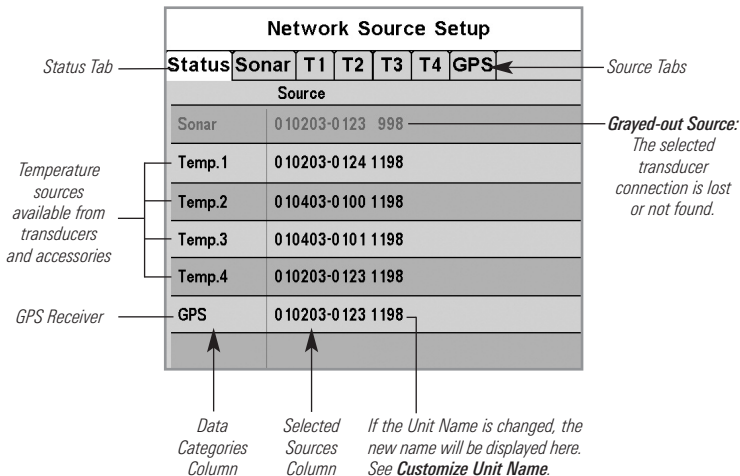 Network Source Setup
Status Tab
Status Sonar T1 T2 T3 T4 GPS
Source Tabs
Source
Sonar 010203-0123 998
Grayed-out Source:
The selected
transducer
connection is lost
or not found.
Temp.1 010203-0124 1198
Temperature
sources
available from
transducers
and accessories
Temp.2 010403-0100 1198
Temp.3 010403-0101 1198
Temp.4 010203-0123 1198
GPS Receiver
GPS 010203-0123 1198
Data
Categories
Column
Selected
Sources
Column
If the Unit Name is changed, the
new name will be displayed here.
See Customize Unit Name.